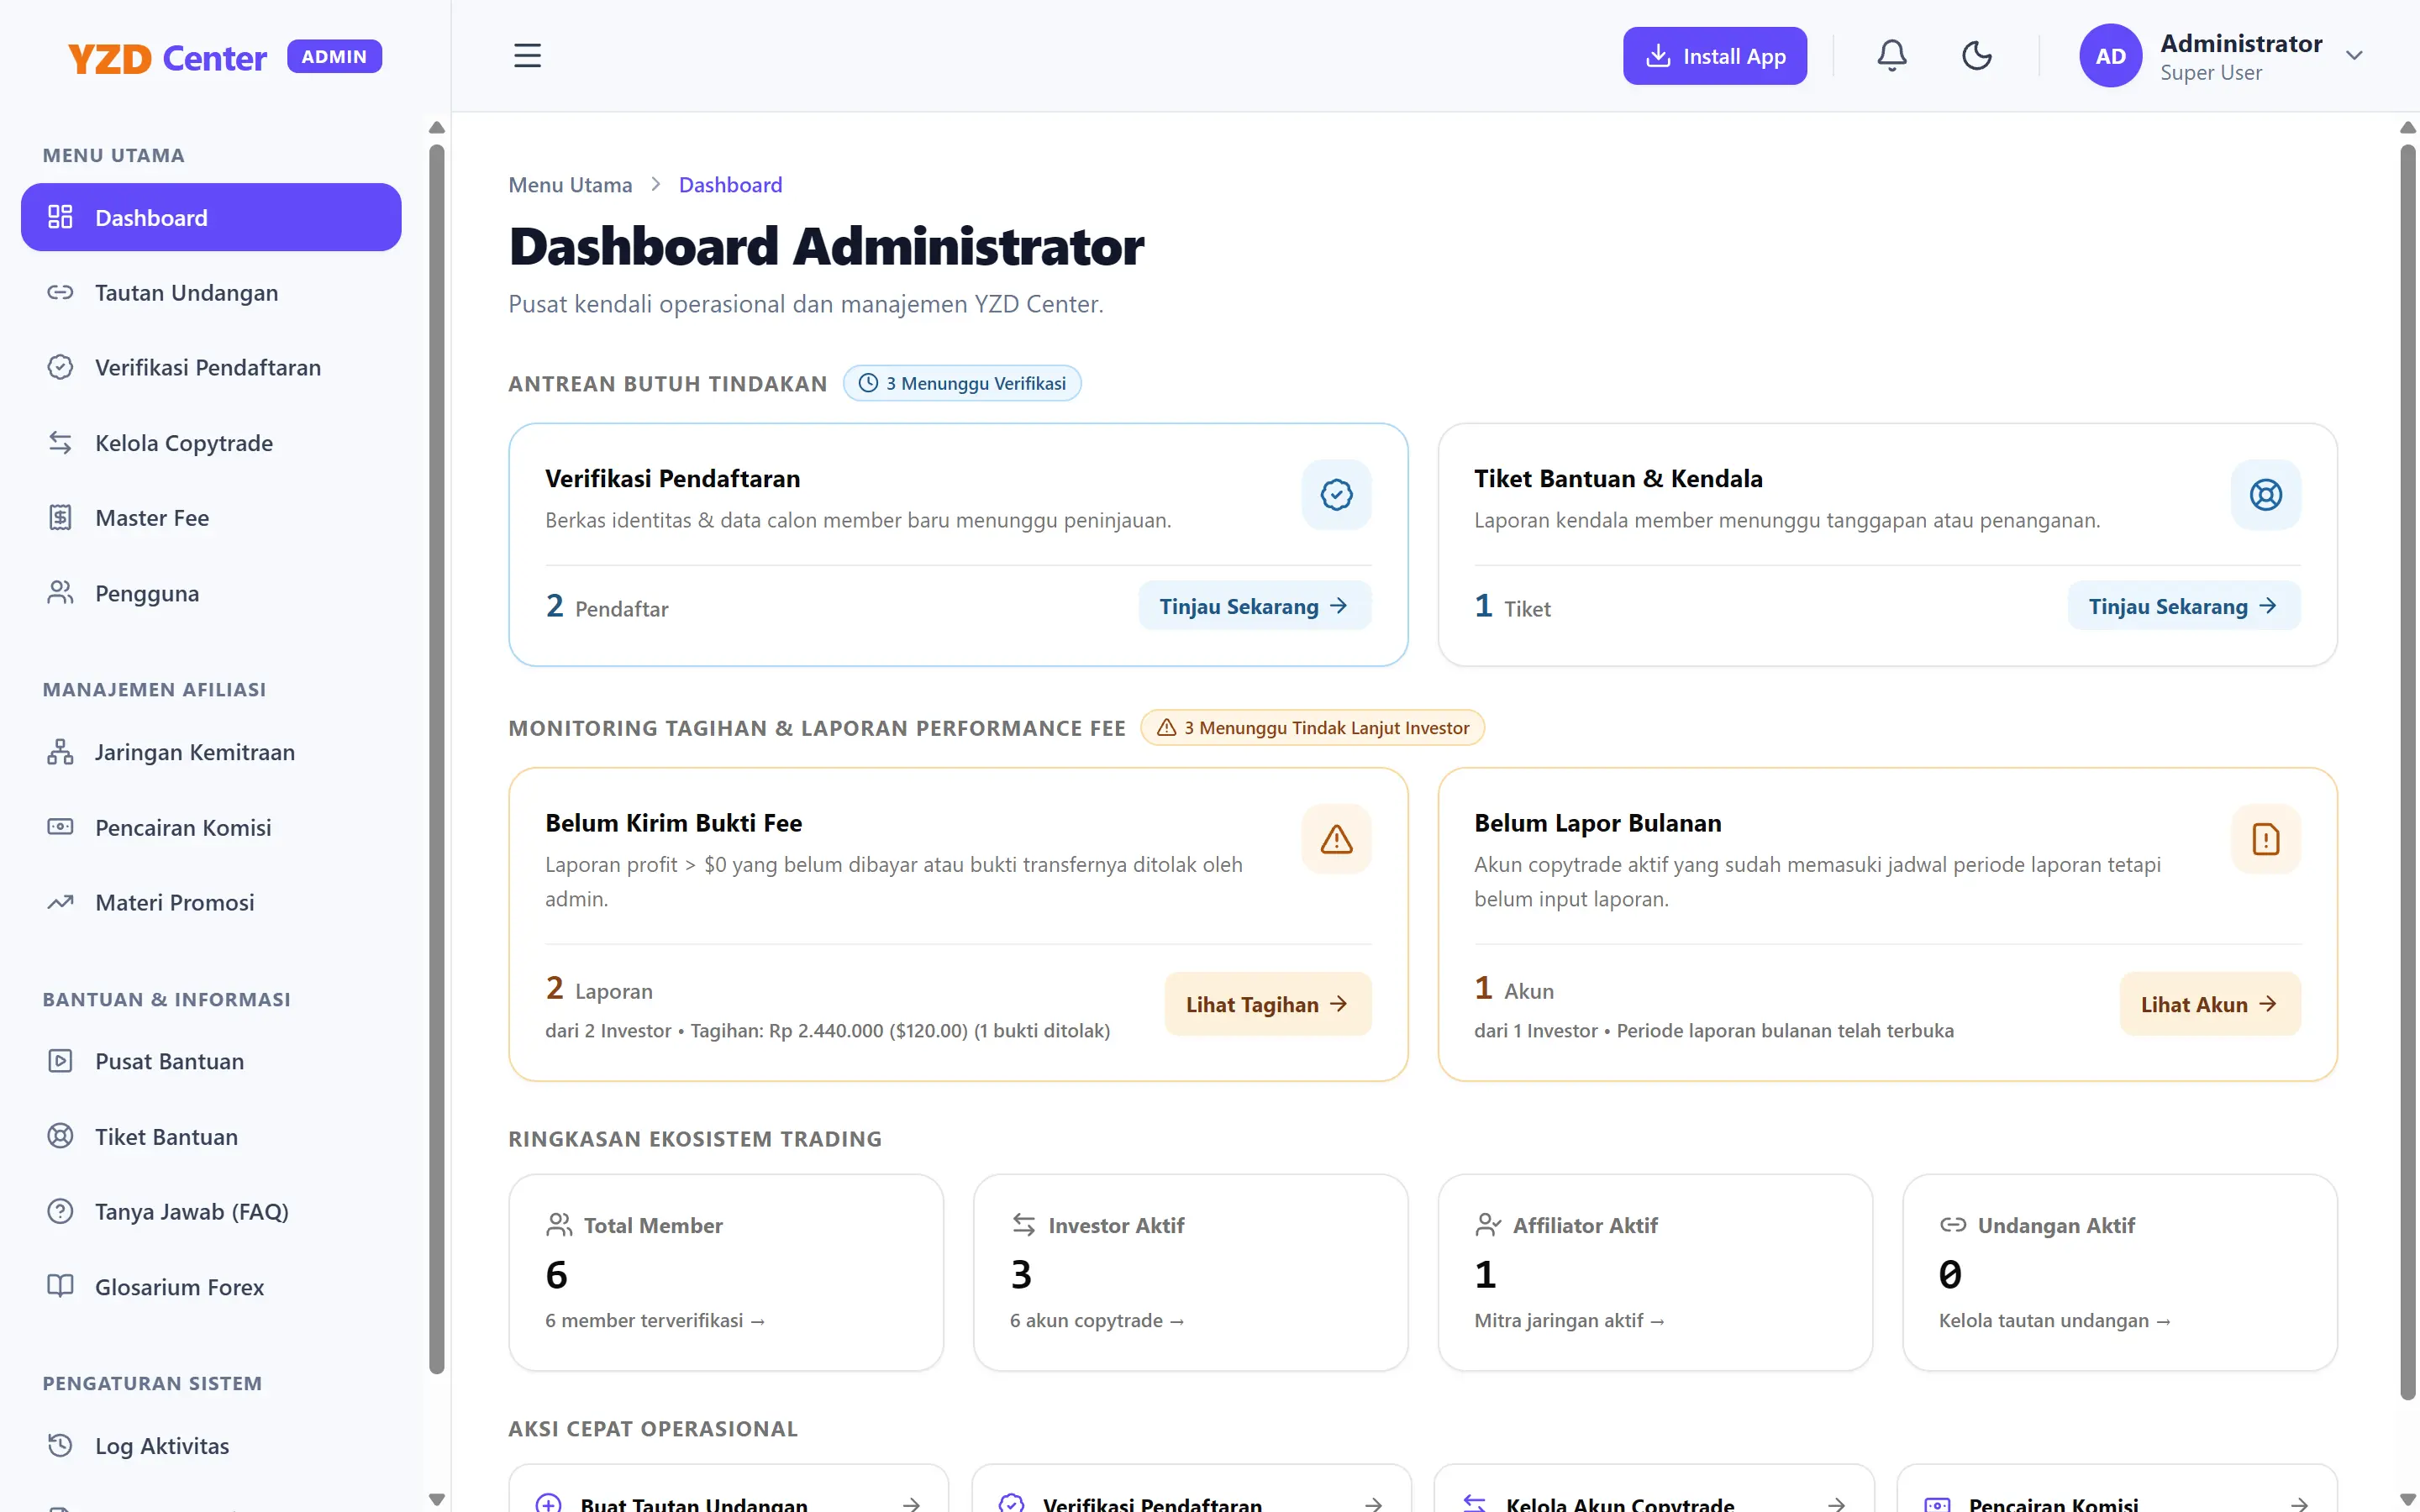 YZD Center ADMIN
Install App
AD
Administrator
Super User
MENU UTAMA
Dashboard
Tautan Undangan
Verifikasi Pendaftaran
Kelola Copytrade
Master Fee
Pengguna
MANAJEMEN AFILIASI
Jaringan Kemitraan
Pencairan Komisi
Materi Promosi
BANTUAN & INFORMASI
Pusat Bantuan
Tiket Bantuan
Tanya Jawab (FAQ)
Glosarium Forex
PENGATURAN SISTEM
Log Aktivitas
Menu Utama > Dashboard
Dashboard Administrator
Pusat kendali operasional dan manajemen YZD Center.
ANTREAN BUTUH TINDAKAN 3 Menunggu Verifikasi
Verifikasi Pendaftaran
Berkas identitas & data calon member baru menunggu peninjauan.
2 Pendaftar
Tinjau Sekarang →
Tiket Bantuan & Kendala
Laporan kendala member menunggu tanggapan atau penanganan.
1 Tiket
Tinjau Sekarang →
MONITORING TAGIHAN & LAPORAN PERFORMANCE FEE 3 Menunggu Tindak Lanjut Investor
Belum Kirim Bukti Fee
Laporan profit > $0 yang belum dibayar atau bukti transfernya ditolak oleh
admin.
2 Laporan
dari 2 Investor • Tagihan: Rp 2.440.000 ($120.00) (1 bukti ditolak)
Lihat Tagihan →
Belum Lapor Bulanan
Akun copytrade aktif yang sudah memasuki jadwal periode laporan tetapi
belum input laporan.
1 Akun
dari 1 Investor • Periode laporan bulanan telah terbuka
Lihat Akun →
RINGKASAN EKOSISTEM TRADING
Total Member
6
6 member terverifikasi →
Investor Aktif
3
6 akun copytrade →
Affiliator Aktif
1
Mitra jaringan aktif →
Undangan Aktif
0
Kelola tautan undangan →
AKSI CEPAT OPERASIONAL
Buat Tautan Undangan →
Verifikasi Pendaftaran →
Kelola Akun Copytrade →
Pencairan Komisi →